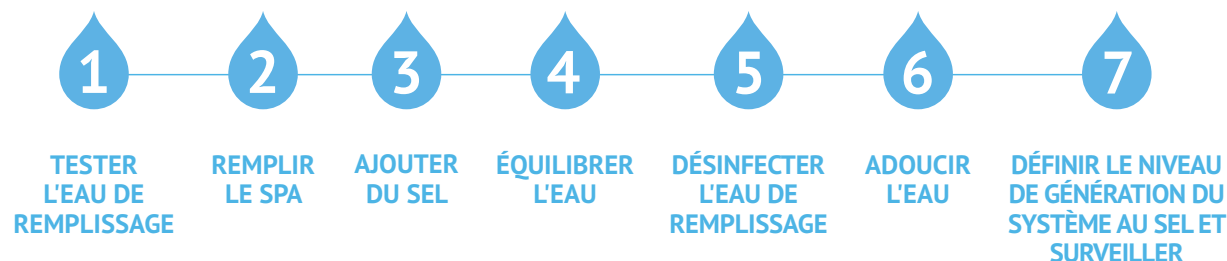 1
2
3
4
5
6
7
TESTER
L'EAU DE
REMPLISSAGE
REMPLIR
LE SPA
AJOUTER
DU SEL
ÉQUILIBRER
L'EAU
DÉSINFECTER
L'EAU DE
REMPLISSAGE
ADOUCIR
L'EAU
DÉFINIR LE NIVEAU
DE GÉNÉRATION DU
SYSTÈME AU SEL ET
SURVEILLER